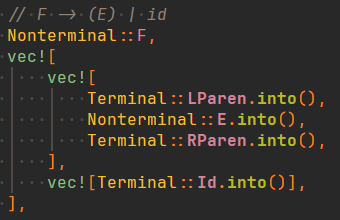 // F -> (E) | id
Nonterminal::F,
vec![
vec![
Terminal::LParen.into(),
Nonterminal::E.into(),
Terminal::RParen.into(),
],
vec![Terminal::Id.into()],
],